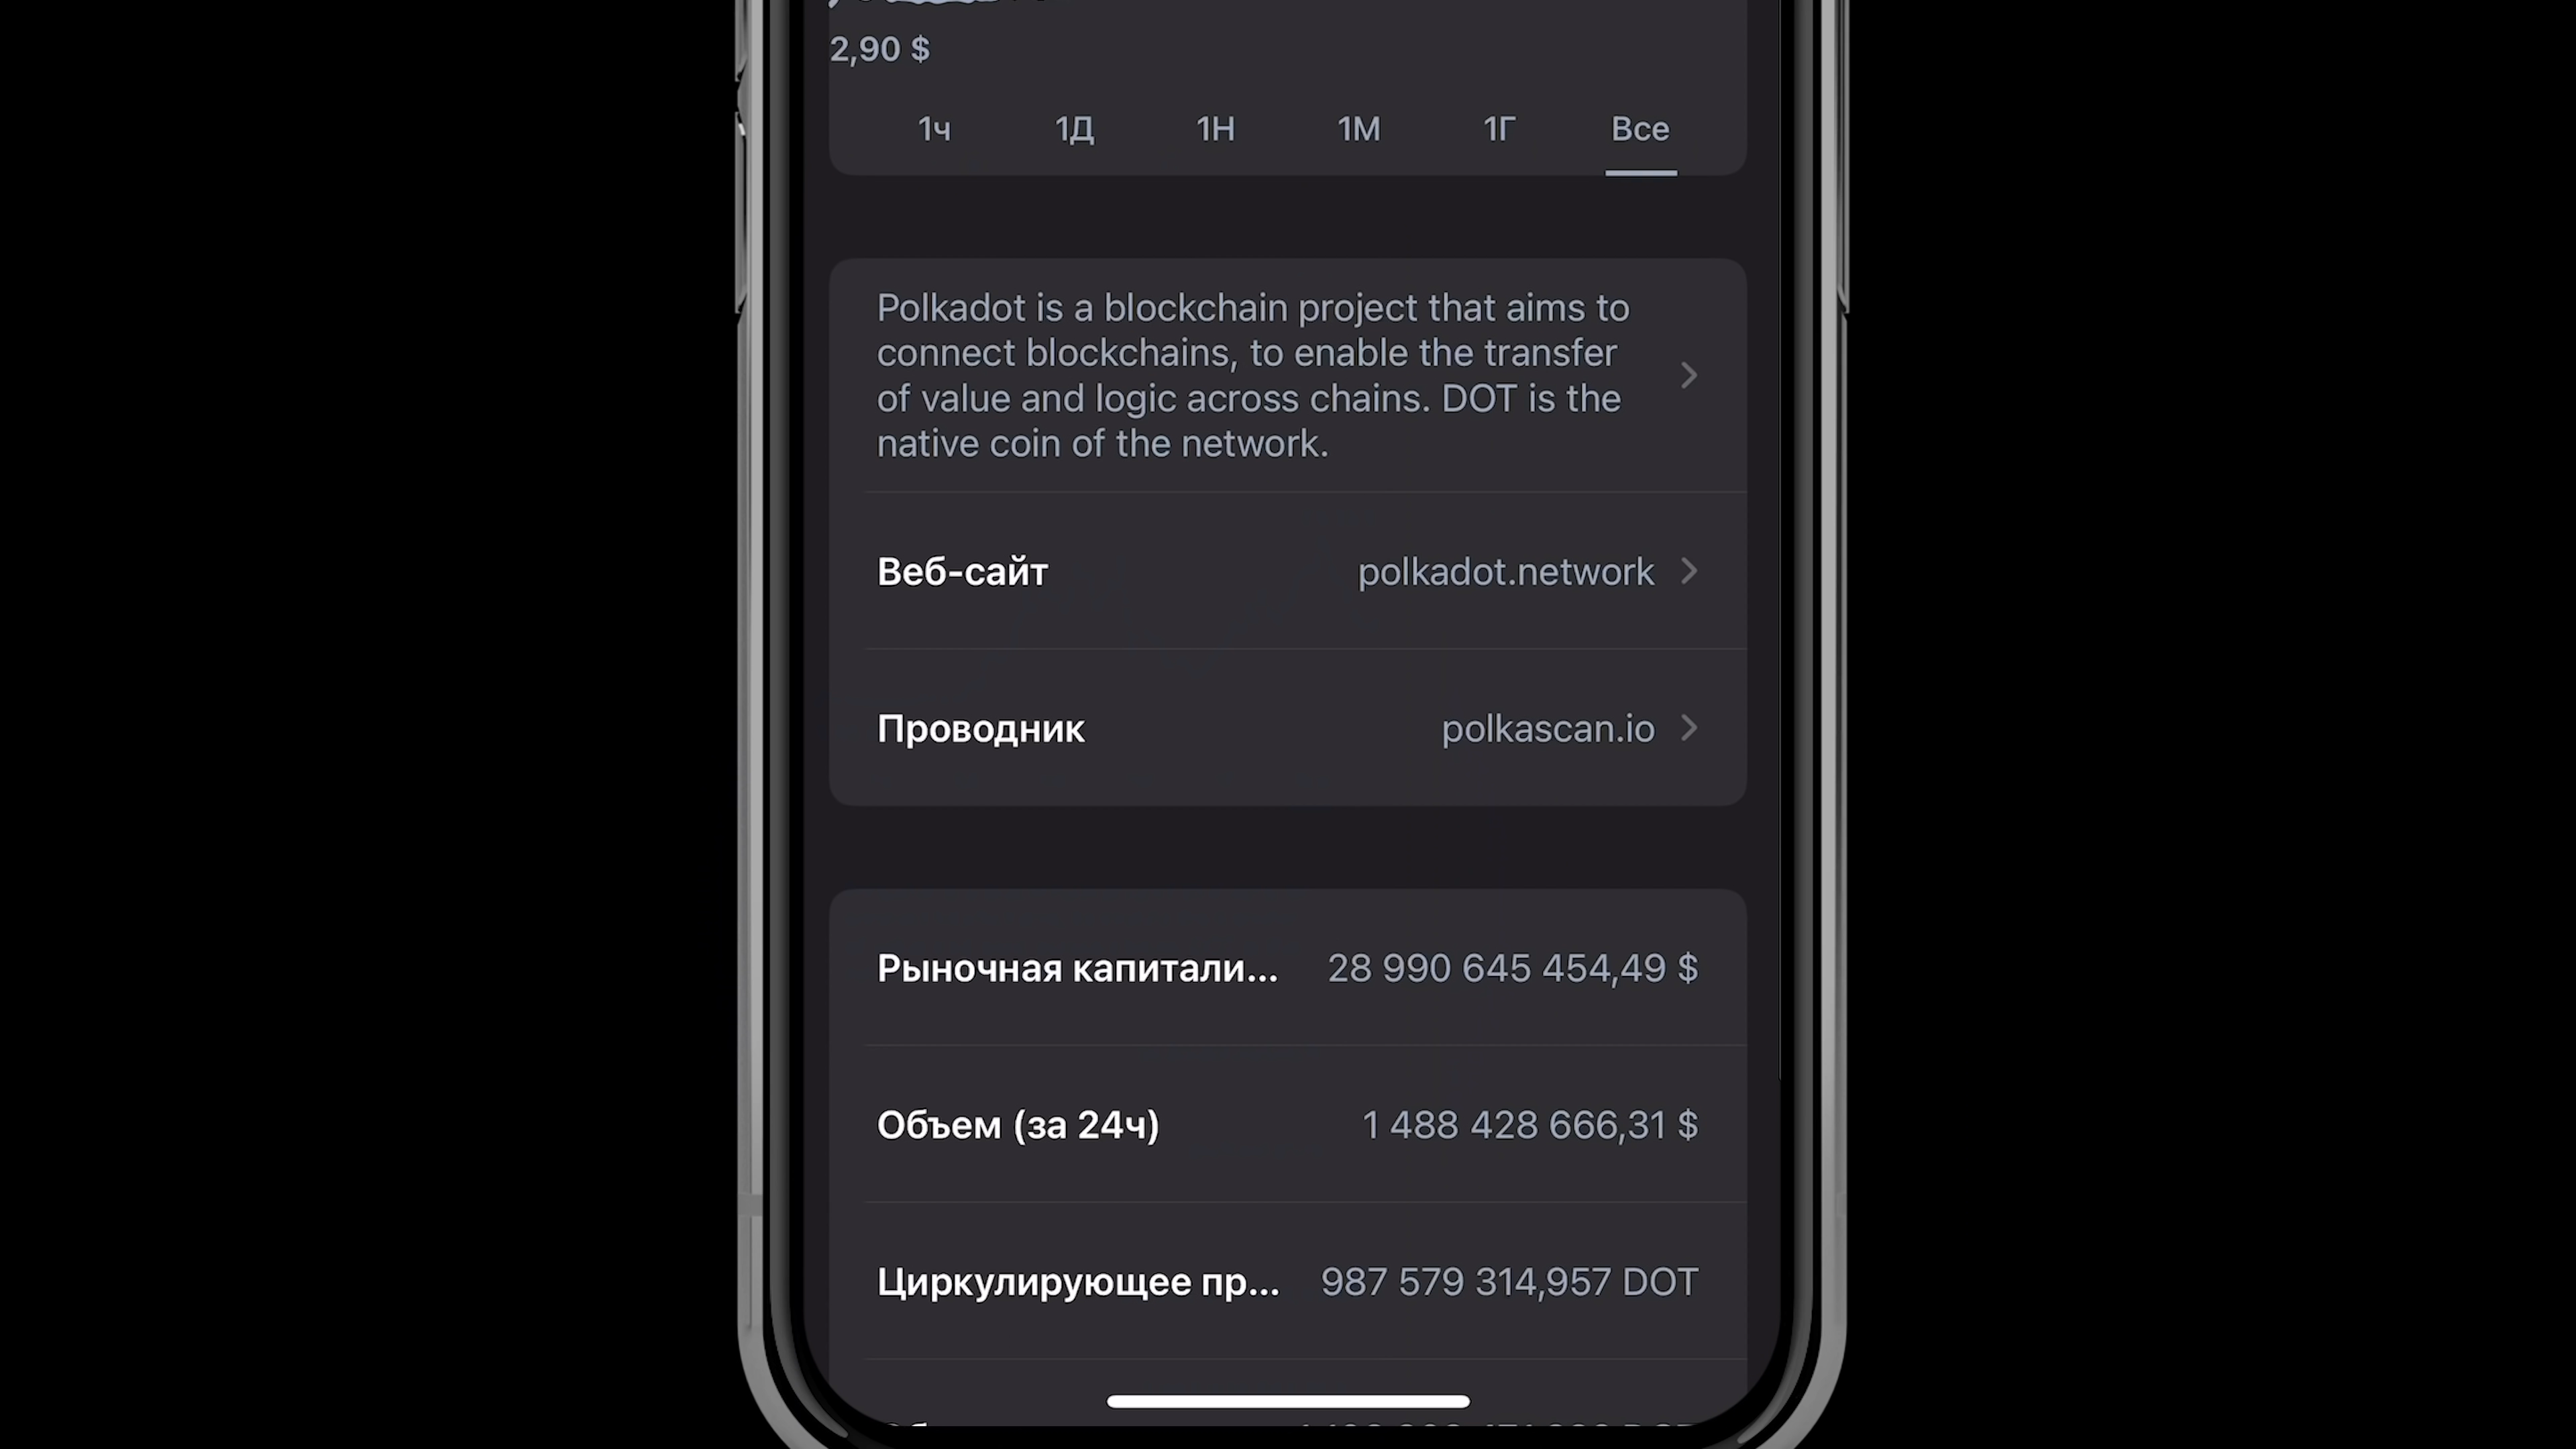 2,90 $
1ч 1Д 1Н 1М 1Г Все
Polkadot is a blockchain project that aims to
connect blockchains, to enable the transfer
of value and logic across chains. DOT is the
native coin of the network.
Веб-сайт polkadot.network
Проводник polkascan.io
Рыночная капитали... 28 990 645 454,49 $
Объем (за 24ч) 1 488 428 666,31 $
Циркулирующее пр... 987 579 314,957 DOT